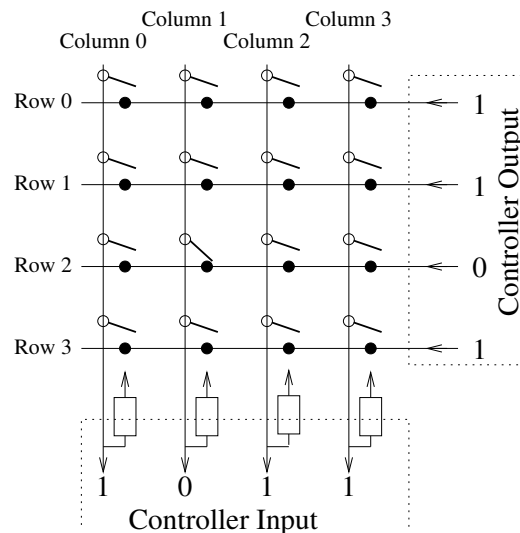 Column 1
Column 3
Column 0
Column 2
Row 0
1
Row 1
1
Row 2
0
Row 3
1
Controller Output
1 0 1 1
Controller Input